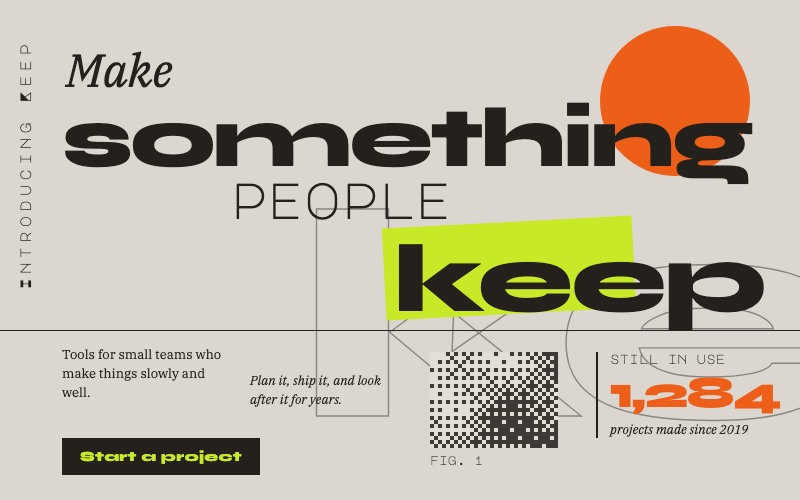 INTRODUCING KEEP
Make
something
PEOPLE
keep
Tools for small teams who
make things slowly and
well.
Plan it, ship it, and look
after it for years.
Start a project
FIG. 1
STILL IN USE
1,284
projects made since 2019
Ke